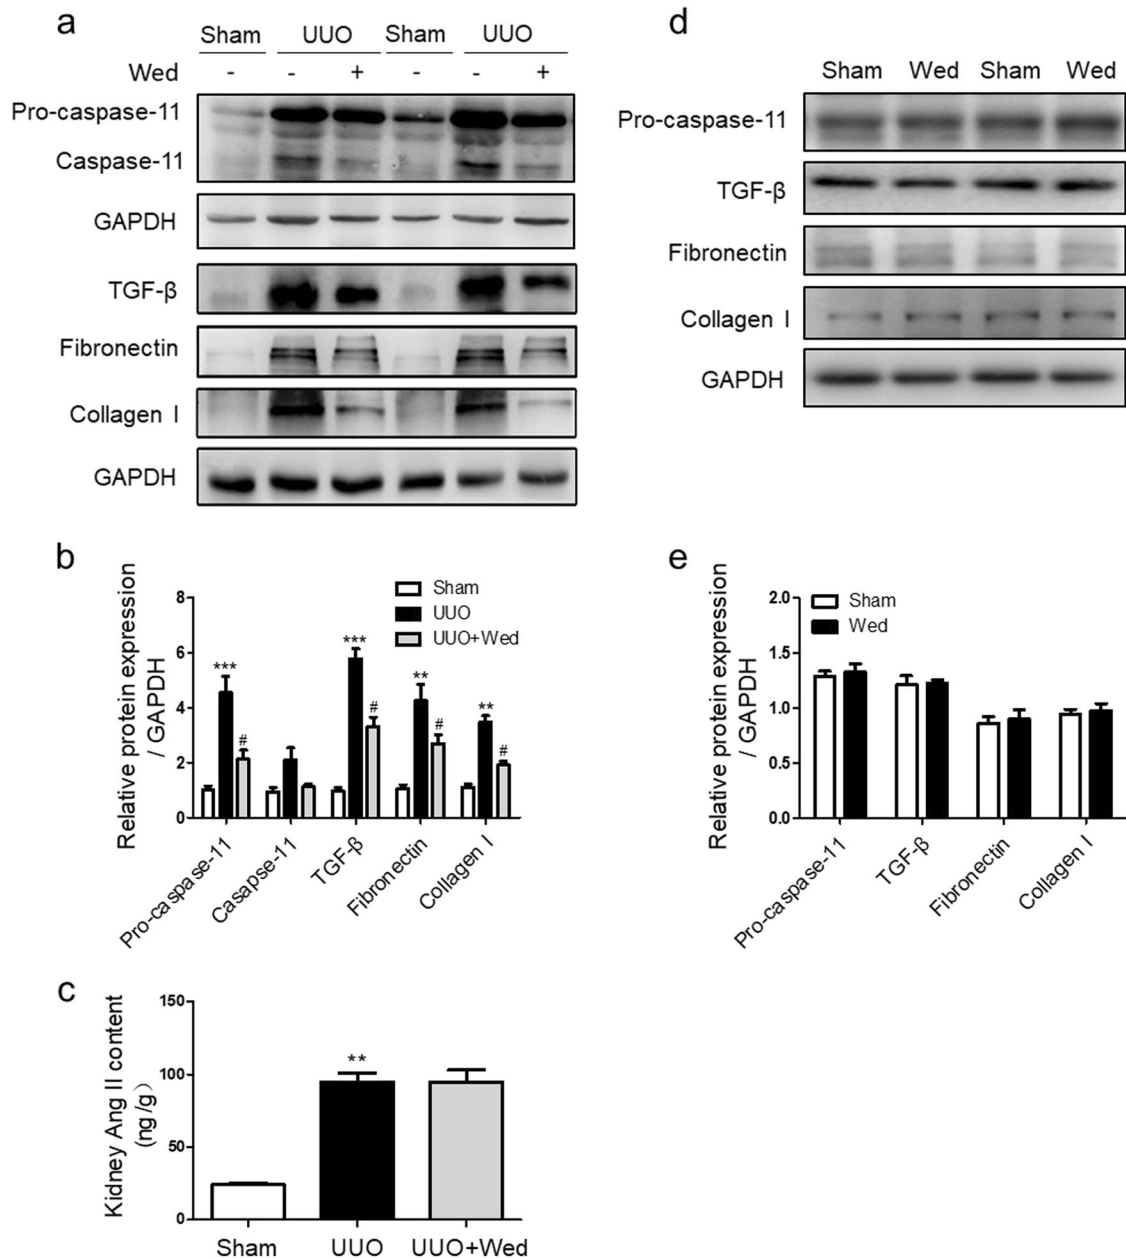 a
Sham UUO Sham UUO
Wed - - + - - +
Pro-caspase-11
Caspase-11
GAPDH
TGF-β
Fibronectin
Collagen I
GAPDH
d
Sham Wed Sham Wed
Pro-caspase-11
TGF-β
Fibronectin
Collagen I
GAPDH
b
Relative protein expression
/ GAPDH
8
6
4
2
0
Sham
UUO
UUO+Wed
*** # *** # ** # ** #
Pro-caspase-11 Casapse-11 TGF-β Fibronectin Collagen I
e
Relative protein expression
/ GAPDH
2.0
1.5
1.0
0.5
0.0
Sham
Wed
Pro-caspase-11 TGF-β Fibronectin Collagen I
c
Kidney Ang II content
(ng /g)
150
100
50
0
**
Sham UUO UUO+Wed